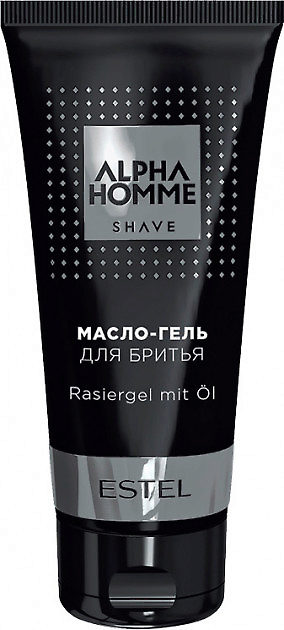 ALPHA
HOMME
SHAVE
МАСЛО-ГЕЛЬ
ДЛЯ БРИТЬЯ
Rasiergel mit Öl
ESTEL